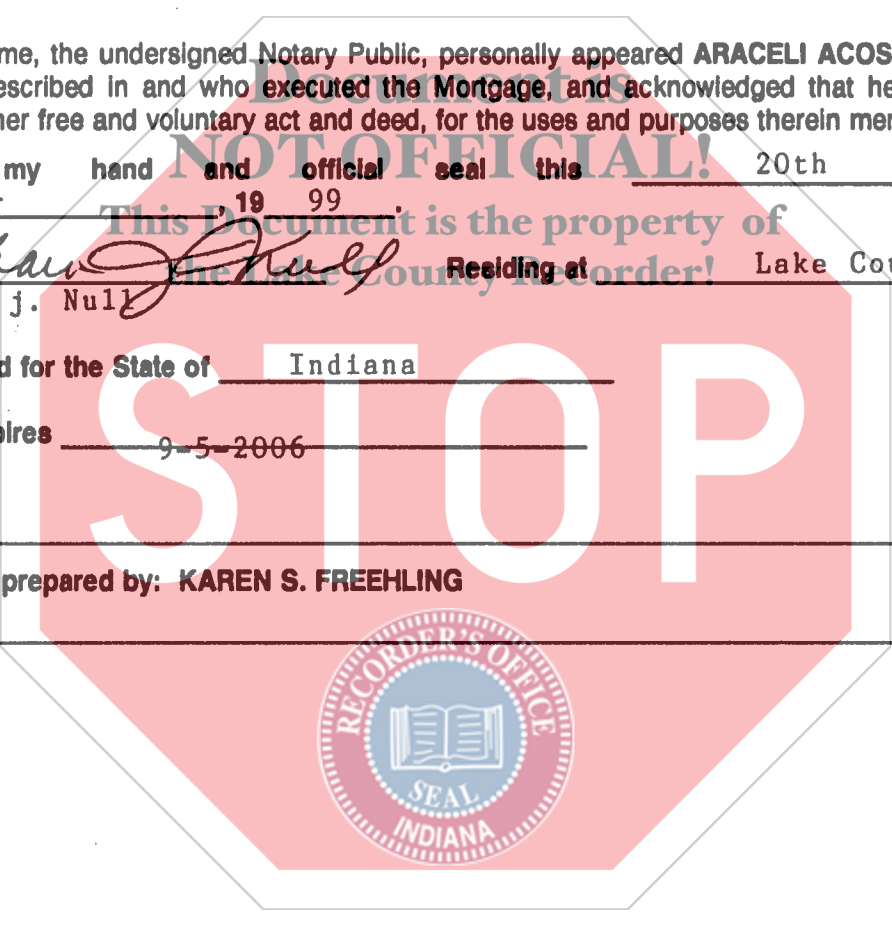 me, the undersigned Notary Public, personally appeared ARACELI ACOS
escribed in and who executed the Mortgage, and acknowledged that he
her free and voluntary act and deed, for the uses and purposes therein mer
my hand and official seal this 20th
, 19 99 .
Residing at Lake Cou
j. Null
d for the State of Indiana
pires 9-5-2006
prepared by: KAREN S. FREEHLING
Document is
NOT OFFICIAL!
This Document is the property of
the Lake County Recorder!
STOP
RECORDER'S OFFICE
SEAL
INDIANA